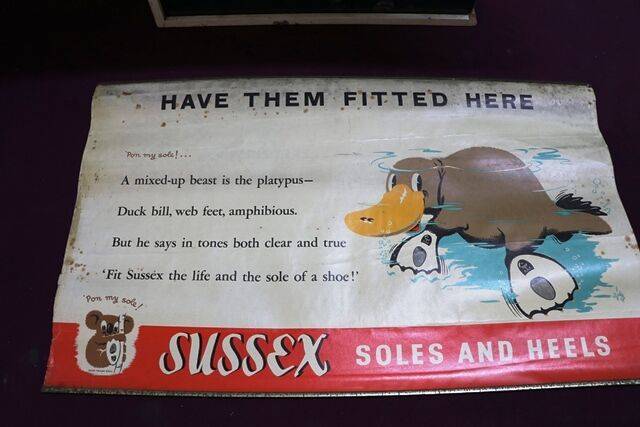 HAVE THEM FITTED HERE
'Pon my sole!...
A mixed-up beast is the platypus—
Duck bill, web feet, amphibious.
But he says in tones both clear and true
'Fit Sussex the life and the sole of a shoe!'
'Pon my sole!
SUSSEX SOLES AND HEELS